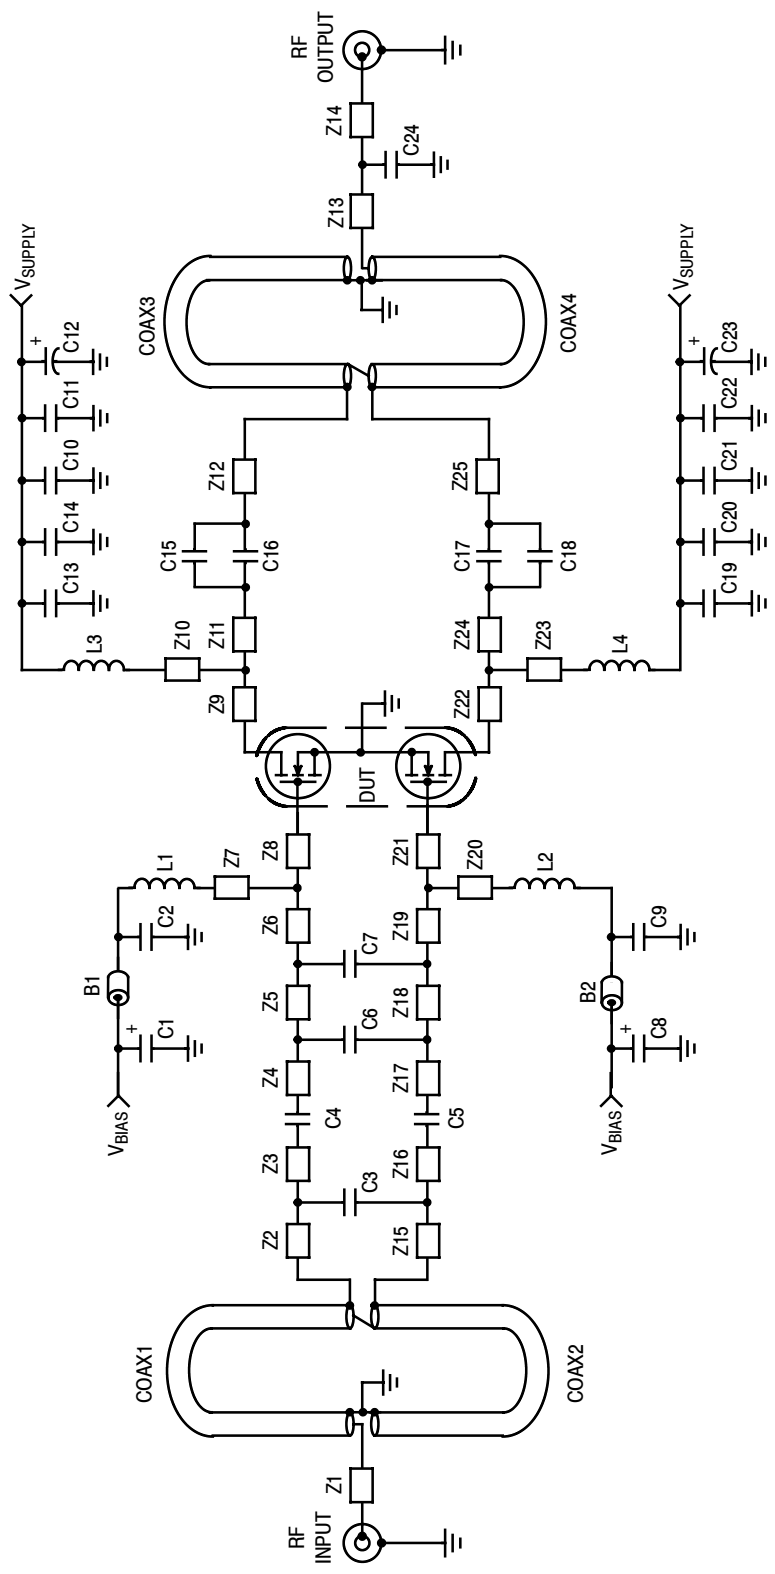 RF
OUTPUT
Z14
C24
Z13
VSUPPLY
VSUPPLY
COAX3
COAX4
+
C12
C11
C10
C14
C13
+
C23
C22
C21
C20
C19
Z12
Z25
C15
C16
C17
C18
L3
Z10
Z11
Z9
Z24
Z23
Z22
L4
DUT
Z8
Z21
L1
Z7
Z20
L2
Z6
Z19
C2
C9
C7
B1
B2
Z5
Z18
C6
+
C1
+
C8
Z4
Z17
VBIAS
VBIAS
C4
C5
Z3
Z16
C3
Z2
Z15
COAX1
COAX2
Z1
RF
INPUT